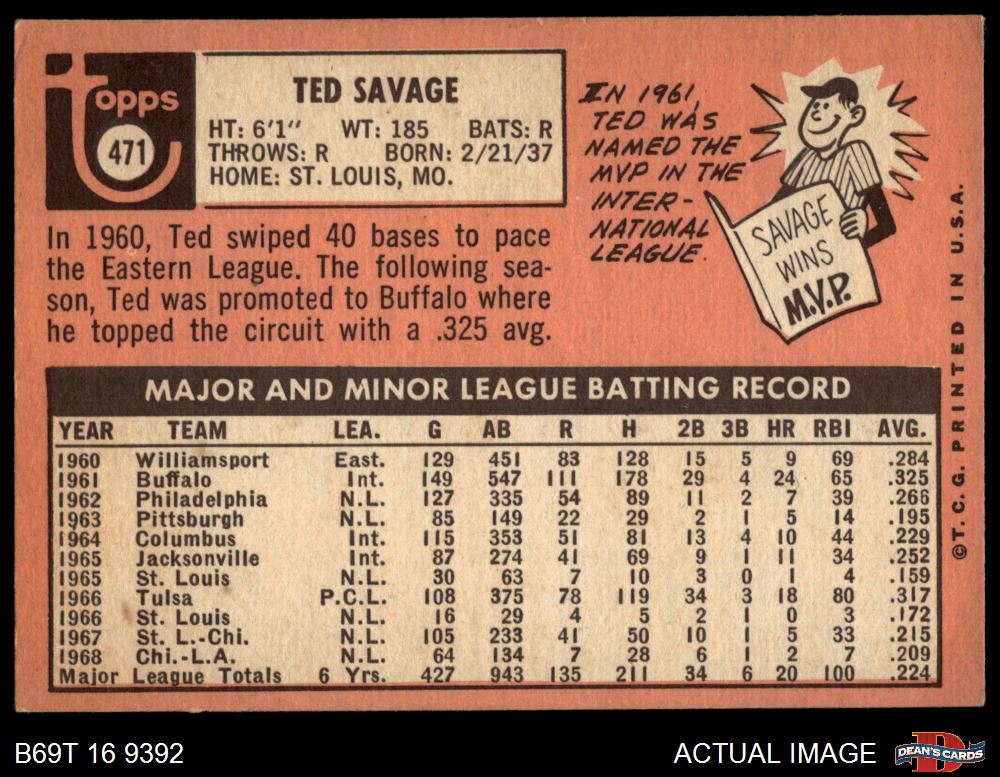 Topps
471
TED SAVAGE
HT: 6'1" WT: 185 BATS: R
THROWS: R BORN: 2/21/37
HOME: ST. LOUIS, MO.
In 1960, Ted swiped 40 bases to pace
the Eastern League. The following sea-
son, Ted was promoted to Buffalo where
he topped the circuit with a .325 avg.
IN 1961,
TED WAS
NAMED THE
MVP IN THE
INTER-
NATIONAL
LEAGUE.
SAVAGE
WINS
M.V.P.
MAJOR AND MINOR LEAGUE BATTING RECORD
YEAR TEAM LEA. G AB R H 2B 3B HR RBI AVG.
1960 Williamsport East. 129 451 83 128 15 5 9 69 .284
1961 Buffalo Int. 149 547 111 178 29 4 24 65 .325
1962 Philadelphia N.L. 127 335 54 89 11 2 7 39 .266
1963 Pittsburgh N.L. 85 149 22 29 2 1 5 14 .195
1964 Columbus Int. 115 353 51 81 13 4 10 44 .229
1965 Jacksonville Int. 87 274 41 69 9 1 11 34 .252
1965 St. Louis N.L. 30 63 7 10 3 0 1 4 .159
1966 Tulsa P.C.L. 108 375 78 119 34 3 18 80 .317
1966 St. Louis N.L. 16 29 4 5 2 1 0 3 .172
1967 St. L.-Chi. N.L. 105 233 41 50 10 1 5 33 .215
1968 Chi.-L.A. N.L. 64 134 7 28 6 1 2 7 .209
Major League Totals 6 Yrs. 427 943 135 211 34 6 20 100 .224
©T.C.G. PRINTED IN U.S.A.
B69T 16 9392
ACTUAL IMAGE
DEAN'S CARDS